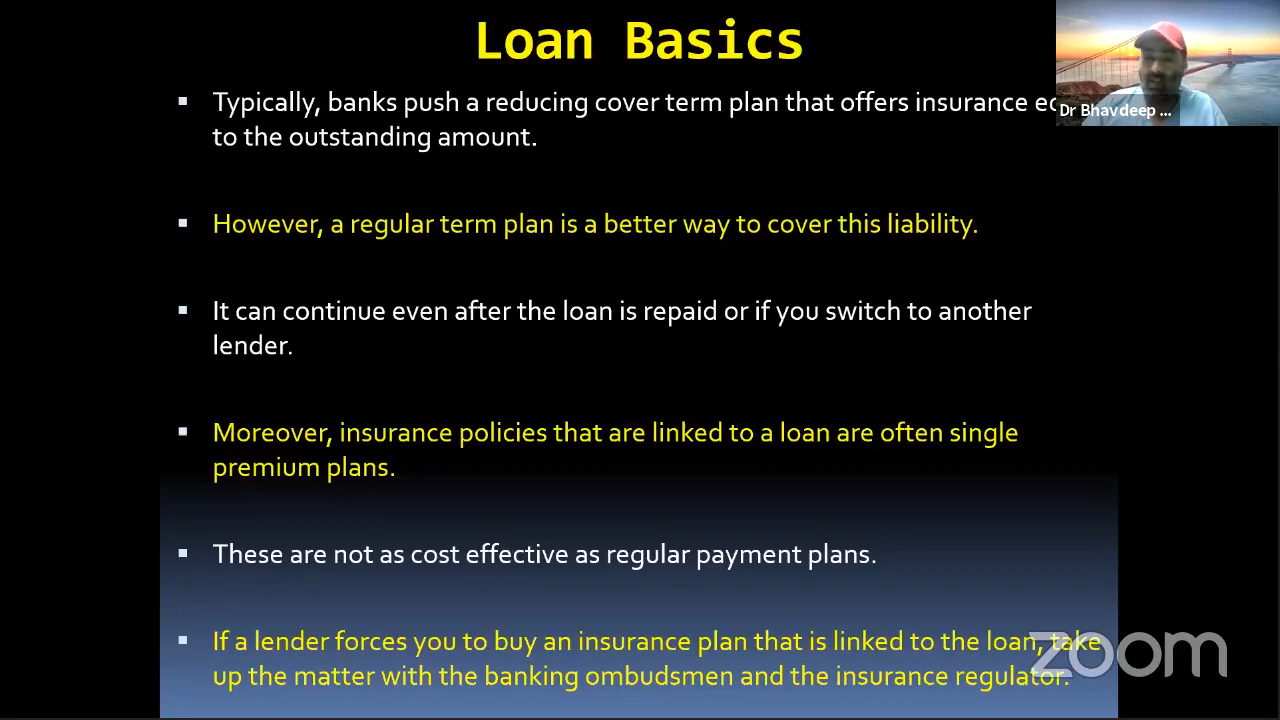 Loan Basics
Typically, banks push a reducing cover term plan that offers insurance
to the outstanding amount.
However, a regular term plan is a better way to cover this liability.
It can continue even after the loan is repaid or if you switch to another
lender.
Moreover, insurance policies that are linked to a loan are often single
premium plans.
These are not as cost effective as regular payment plans.
If a lender forces you to buy an insurance plan that is linked to the loan, take
up the matter with the banking ombudsmen and the insurance regulator.
Dr Bhavdeep ...
zoom